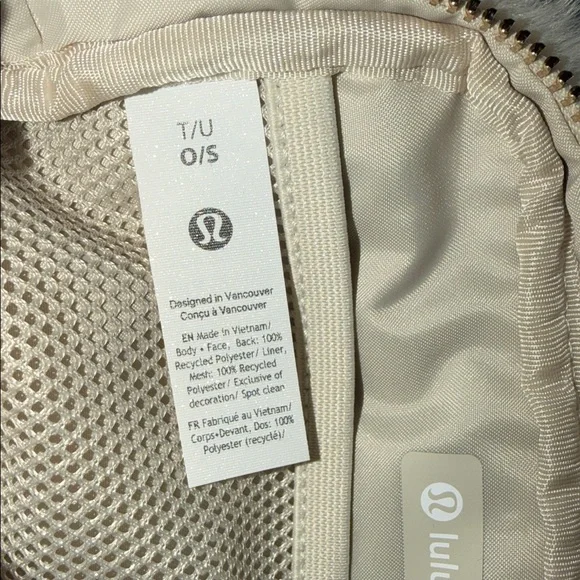 T/U
O/S
Designed in Vancouver
Conçu à Vancouver
EN Made in Vietnam/
Body • Face, Back: 100%
Recycled Polyester/ Liner,
Mesh: 100% Recycled
Polyester/ Exclusive of
decoration/ Spot clean
FR Fabriqué au Vietnam/
Corps•Devant, Dos: 100%
Polyester (recyclé)/
lulu